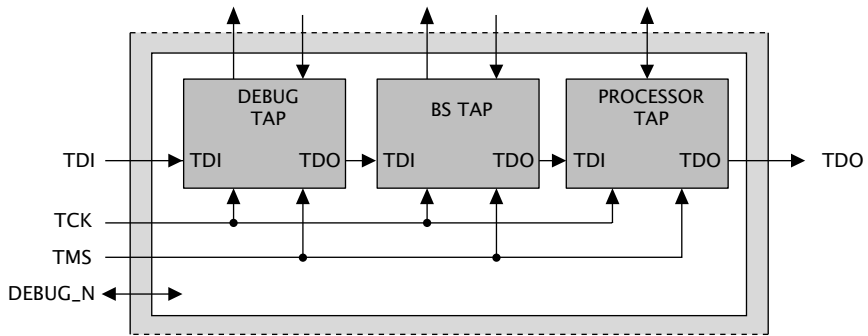 DEBUG
TAP
BS TAP
PROCESSOR
TAP
TDI
TDI
TDO
TDI
TDO
TDI
TDO
TDO
TCK
TMS
DEBUG_N